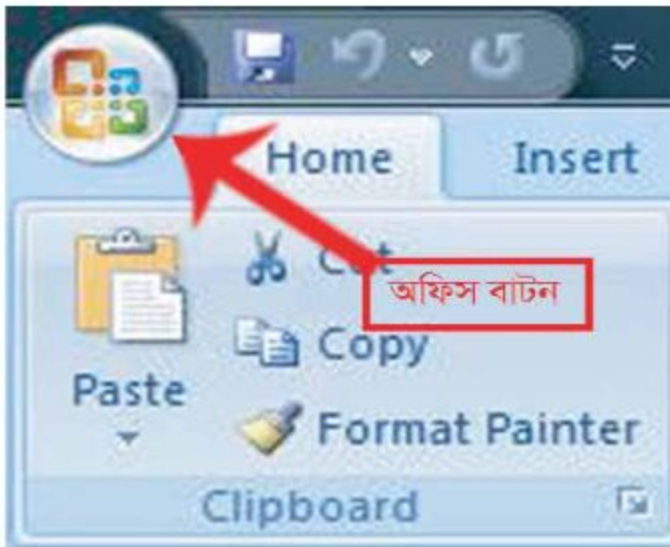 Home Insert
Cut
অফিস বাটন
Copy
Paste
Format Painter
Clipboard